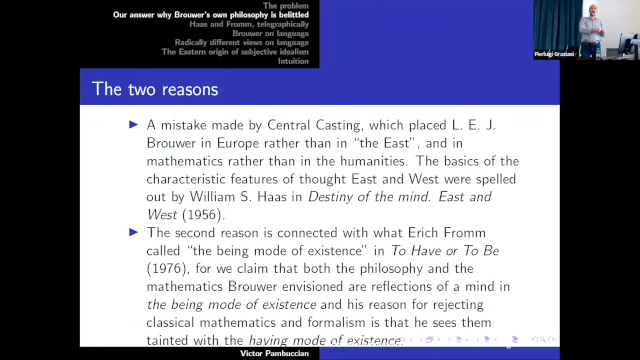 The problem
Our answer why Brouwer's own philosophy is belittled
Haas and Fromm, telegraphically
Brouwer on language
Radically different views on language
The Eastern origin of subjective idealism
Intuition
Pierluigi Graziani
The two reasons
A mistake made by Central Casting, which placed L. E. J.
Brouwer in Europe rather than in "the East", and in
mathematics rather than in the humanities. The basics of the
characteristic features of thought East and West were spelled
out by William S. Haas in Destiny of the mind. East and
West (1956).
The second reason is connected with what Erich Fromm
called "the being mode of existence" in To Have or To Be
(1976), for we claim that both the philosophy and the
mathematics Brouwer envisioned are reflections of a mind in
the being mode of existence and his reason for rejecting
classical mathematics and formalism is that he sees them
tainted with the having mode of existence.
Victor Pambuccian